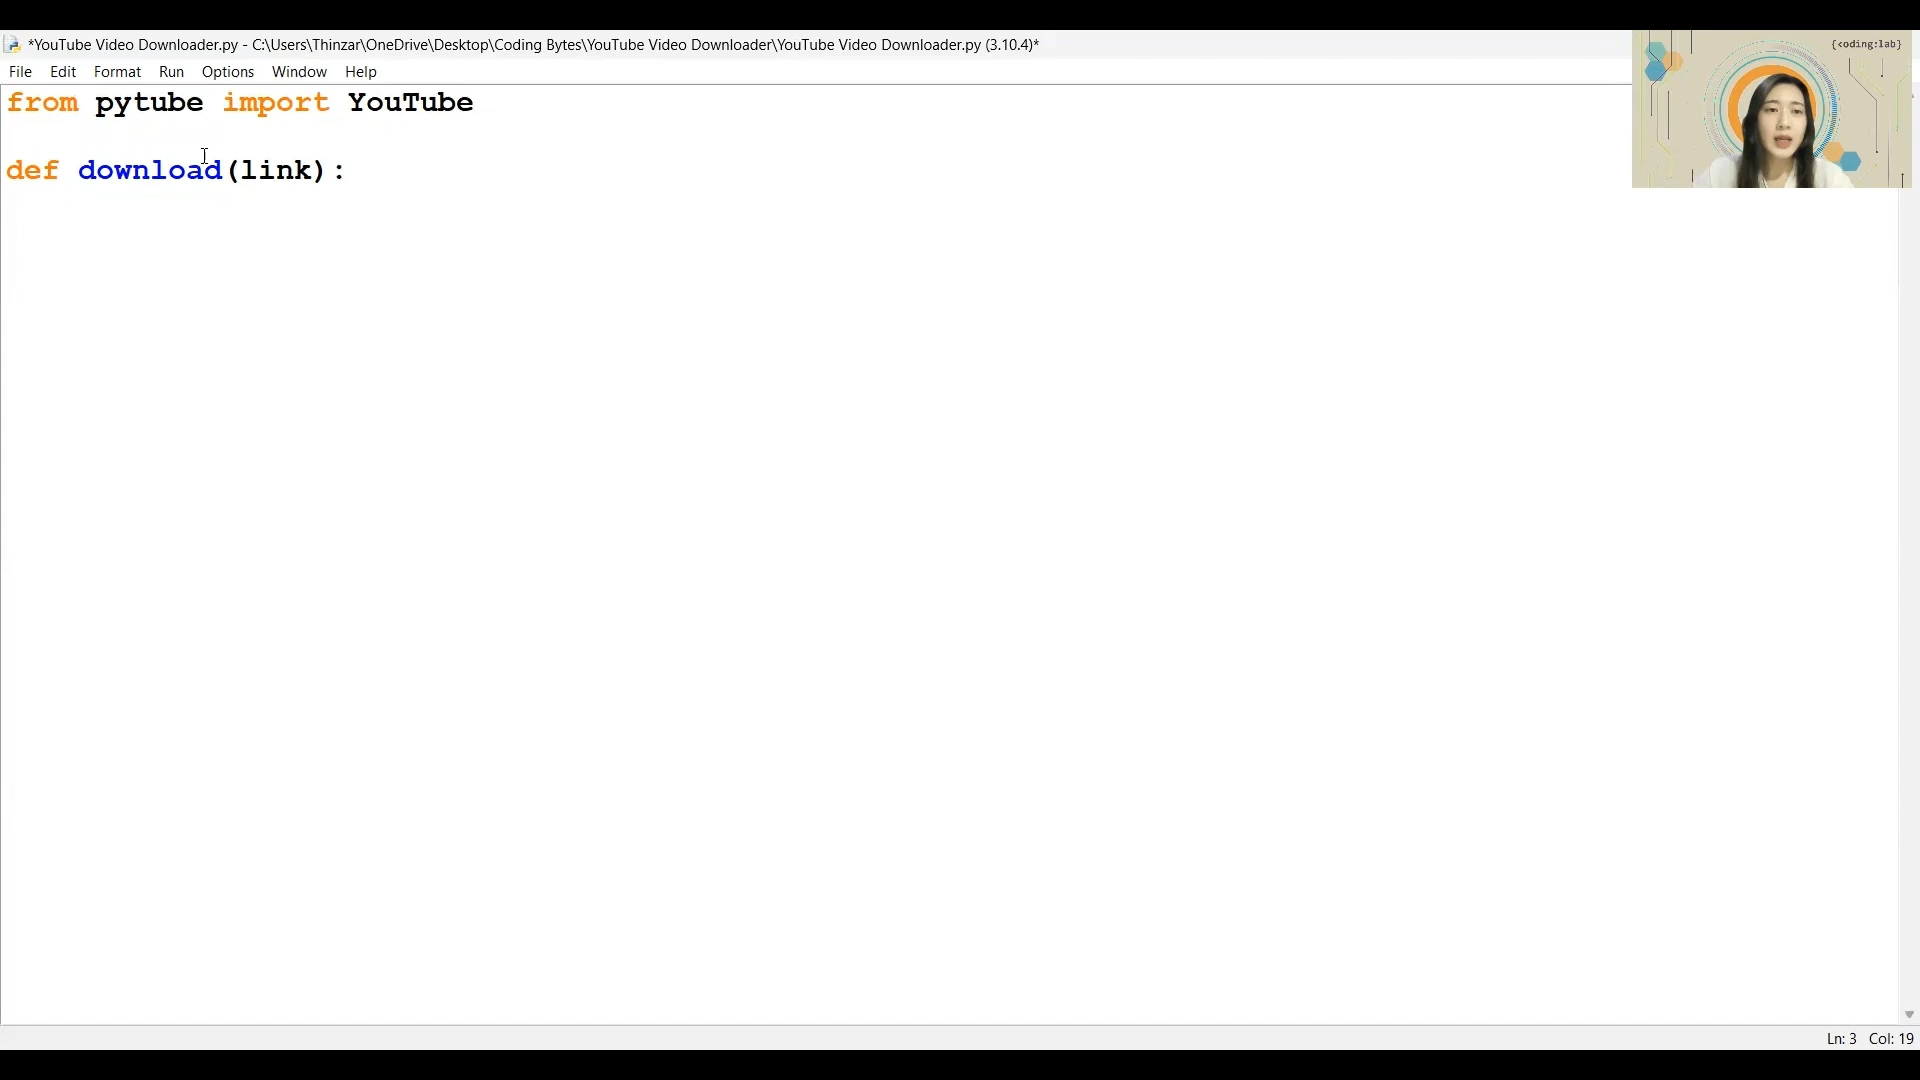 *YouTube Video Downloader.py - C:\Users\Thinzar\OneDrive\Desktop\Coding Bytes\YouTube Video Downloader\YouTube Video Downloader.py (3.10.4)*
File Edit Format Run Options Window Help
{<coding:lab}
from pytube import YouTube
def download(link):
Ln: 3 Col: 19